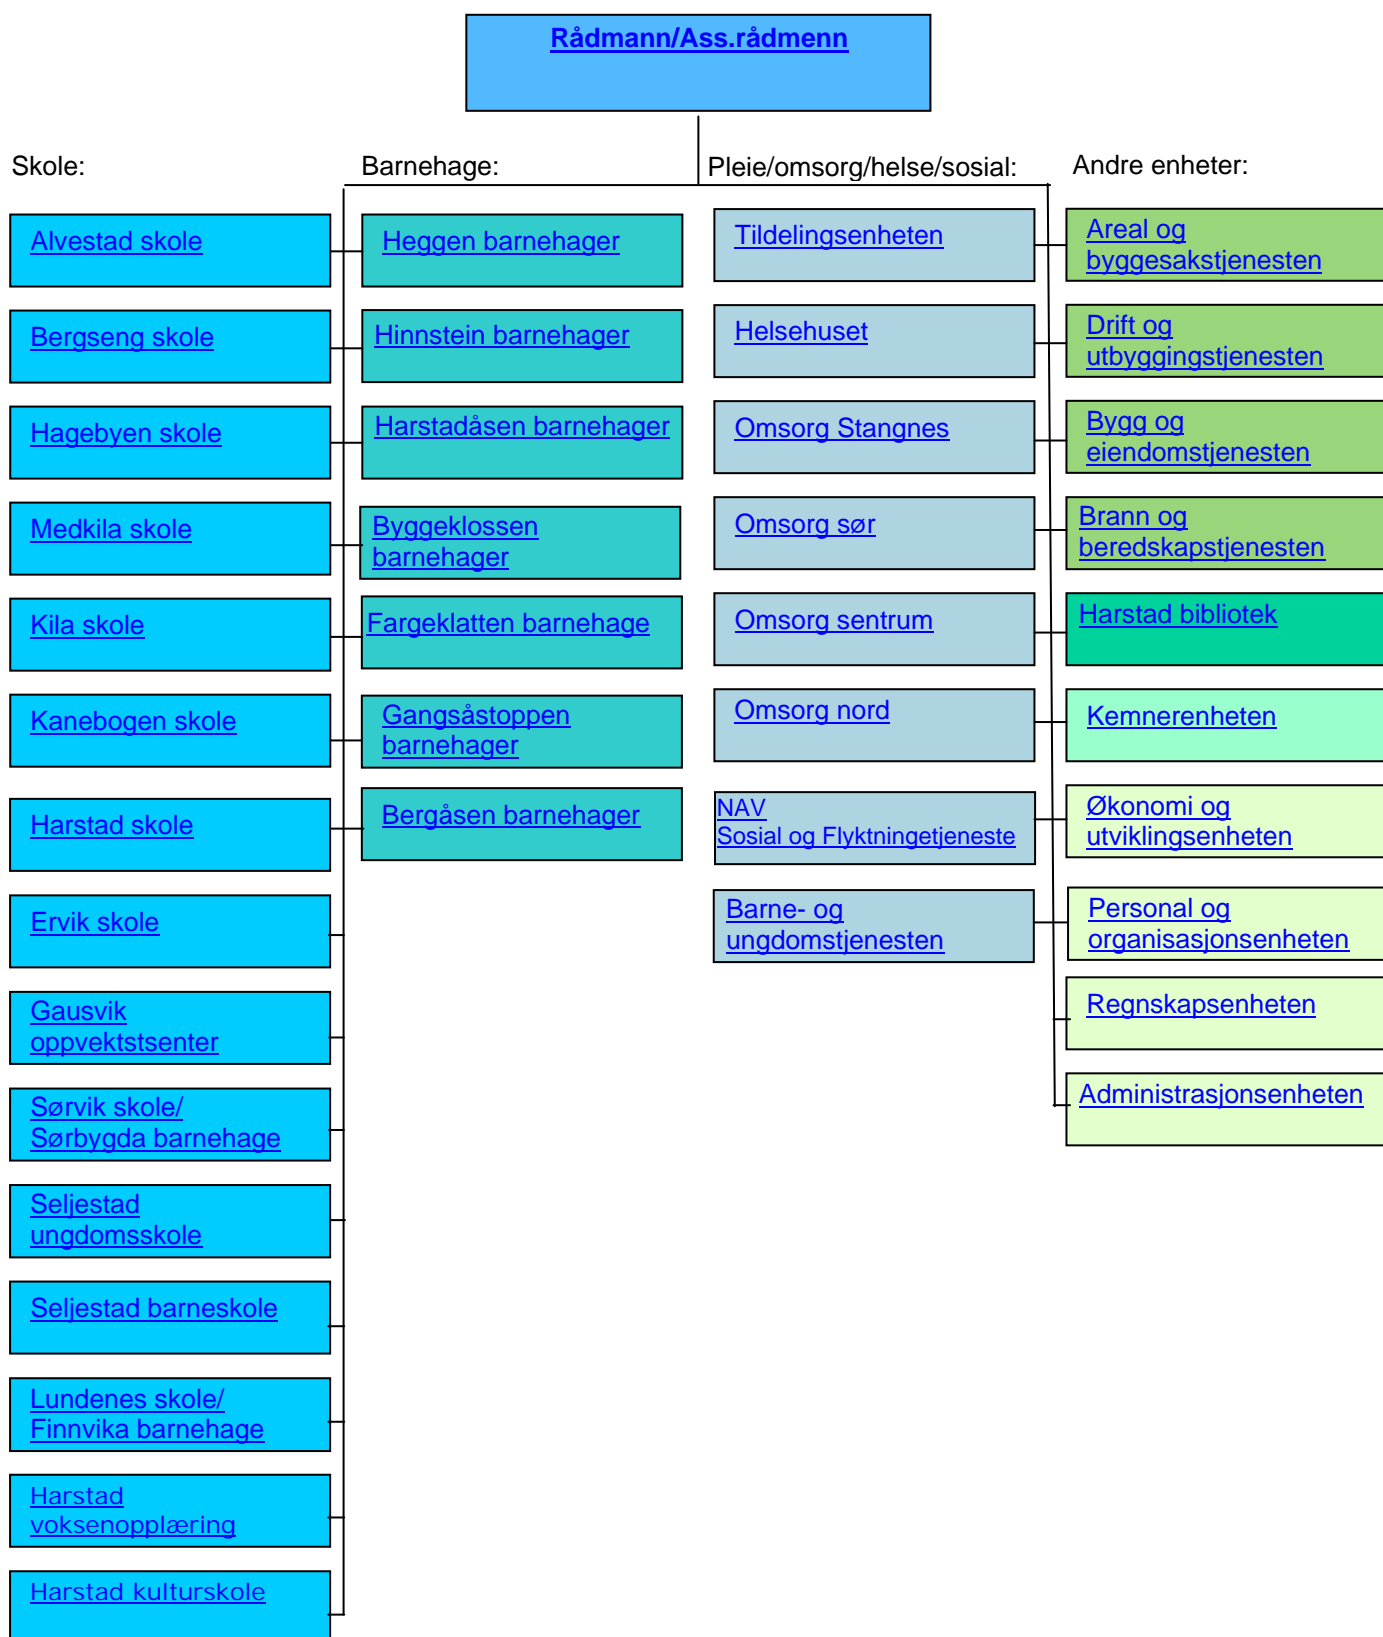 Rådmann/Ass.rådmenn
Skole:
Alvestad skole
Bergseng skole
Hagebyen skole
Medkila skole
Kila skole
Kanebogen skole
Harstad skole
Ervik skole
Gausvik
oppvektstsenter
Sørvik skole/
Sørbygda barnehage
Seljestad
ungdomsskole
Seljestad barneskole
Lundenes skole/
Finnvika barnehage
Harstad
voksenopplæring
Harstad kulturskole
Barnehage:
Heggen barnehager
Hinnstein barnehager
Harstadåsen barnehager
Byggeklossen
barnehager
Fargeklatten barnehage
Gangsåstoppen
barnehager
Bergåsen barnehager
Pleie/omsorg/helse/sosial:
Tildelingsenheten
Helsehuset
Omsorg Stangnes
Omsorg sør
Omsorg sentrum
Omsorg nord
NAV
Sosial og Flyktningetjeneste
Barne- og
ungdomstjenesten
Andre enheter:
Areal og
byggesakstjenesten
Drift og
utbyggingstjenesten
Bygg og
eiendomstjenesten
Brann og
beredskapstjenesten
Harstad bibliotek
Kemnerenheten
Økonomi og
utviklingsenheten
Personal og
organisasjonsenheten
Regnskapsenheten
Administrasjonsenheten